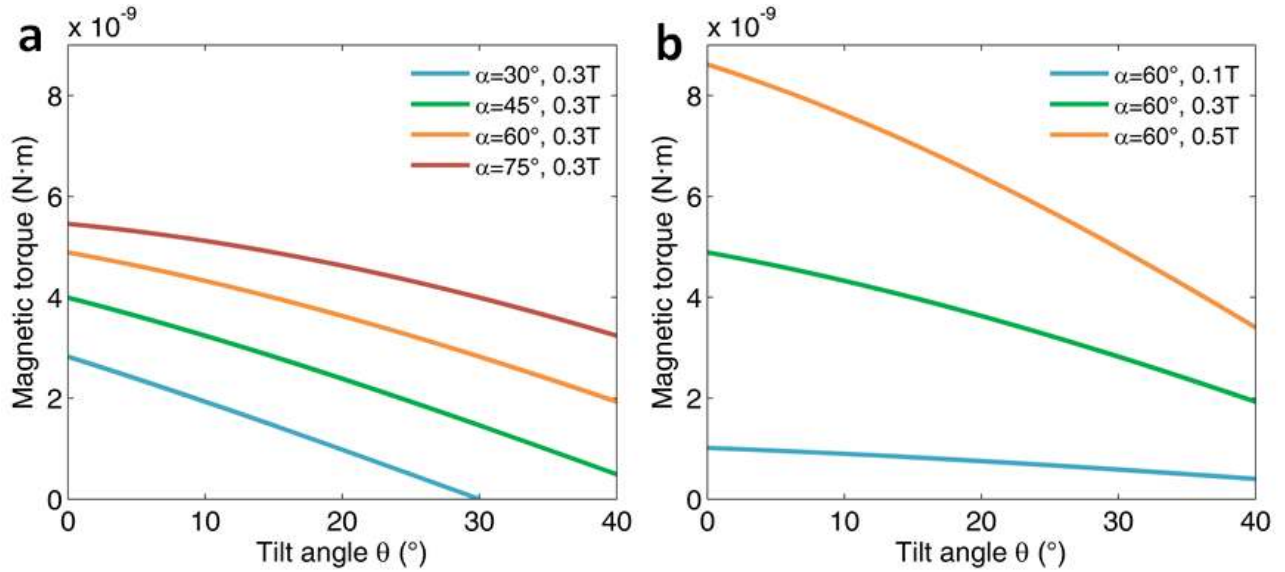 a
x 10⁻⁹
α=30°, 0.3T
α=45°, 0.3T
α=60°, 0.3T
α=75°, 0.3T
8
6
4
2
0
Magnetic torque (N·m)
0 10 20 30 40
Tilt angle θ (°)
b
x 10⁻⁹
α=60°, 0.1T
α=60°, 0.3T
α=60°, 0.5T
8
6
4
2
0
Magnetic torque (N·m)
0 10 20 30 40
Tilt angle θ (°)